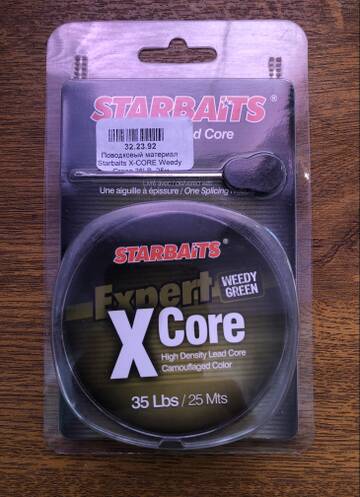 STARBAITS®
Core
32.23.92
Поводковый материал
Starbaits X-CORE Weedy
Une aiguille à épissure / One Splicing
STARBAITS®
Expert
WEEDY
GREEN
X Core
High Density Lead Core
Camouflaged Color
35 Lbs / 25 Mts